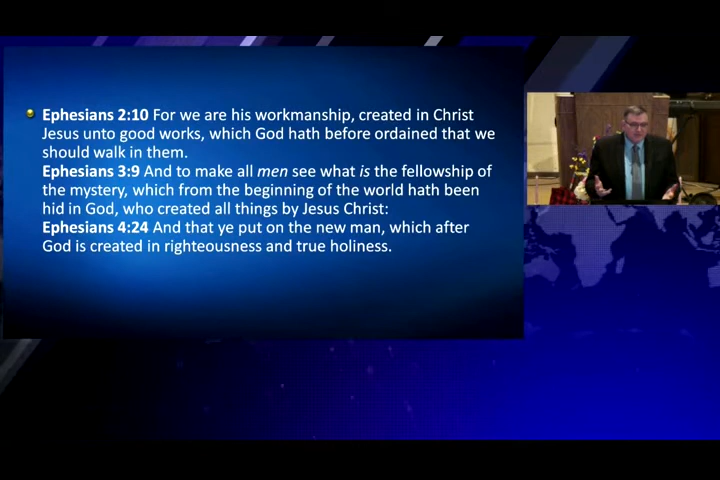 Ephesians 2:10 For we are his workmanship, created in Christ
Jesus unto good works, which God hath before ordained that we
should walk in them.
Ephesians 3:9 And to make all men see what is the fellowship of
the mystery, which from the beginning of the world hath been
hid in God, who created all things by Jesus Christ:
Ephesians 4:24 And that ye put on the new man, which after
God is created in righteousness and true holiness.